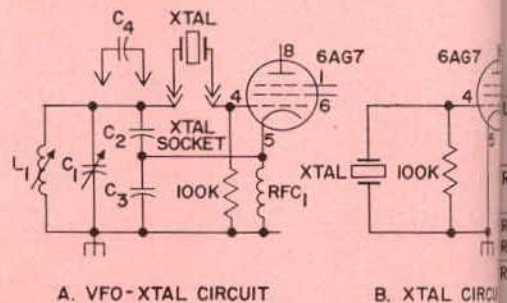 C4
XTAL
8
6AG7
1
4
6
5
L1
C1
C2
XTAL
SOCKET
C3
100K
RFC1
A. VFO-XTAL CIRCUIT
6AG7
4
XTAL
100K
B. XTAL